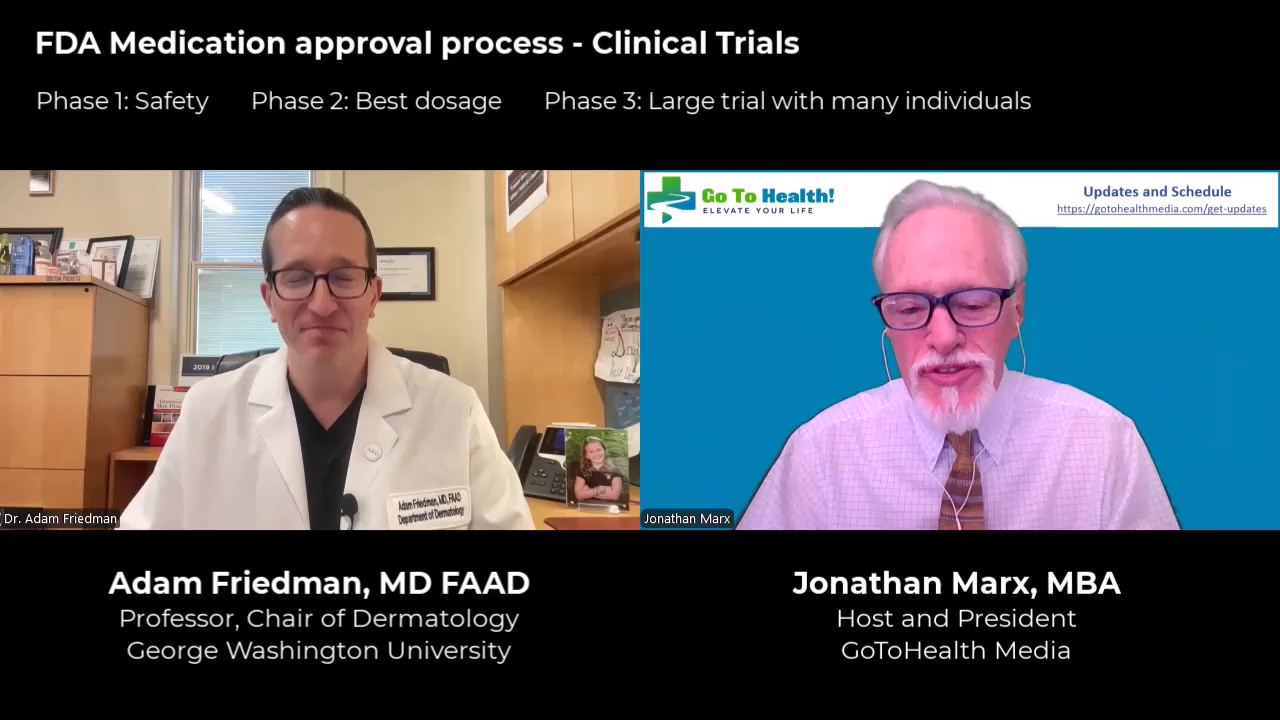 FDA Medication approval process - Clinical Trials
Phase 1: Safety Phase 2: Best dosage Phase 3: Large trial with many individuals
Go To Health!
ELEVATE YOUR LIFE
Updates and Schedule
https://gotohealthmedia.com/get-updates
2019
Adam Friedman, MD, FAAD
Department of Dermatology
Dr. Adam Friedman
Jonathan Marx
Adam Friedman, MD FAAD
Professor, Chair of Dermatology
George Washington University
Jonathan Marx, MBA
Host and President
GoToHealth Media